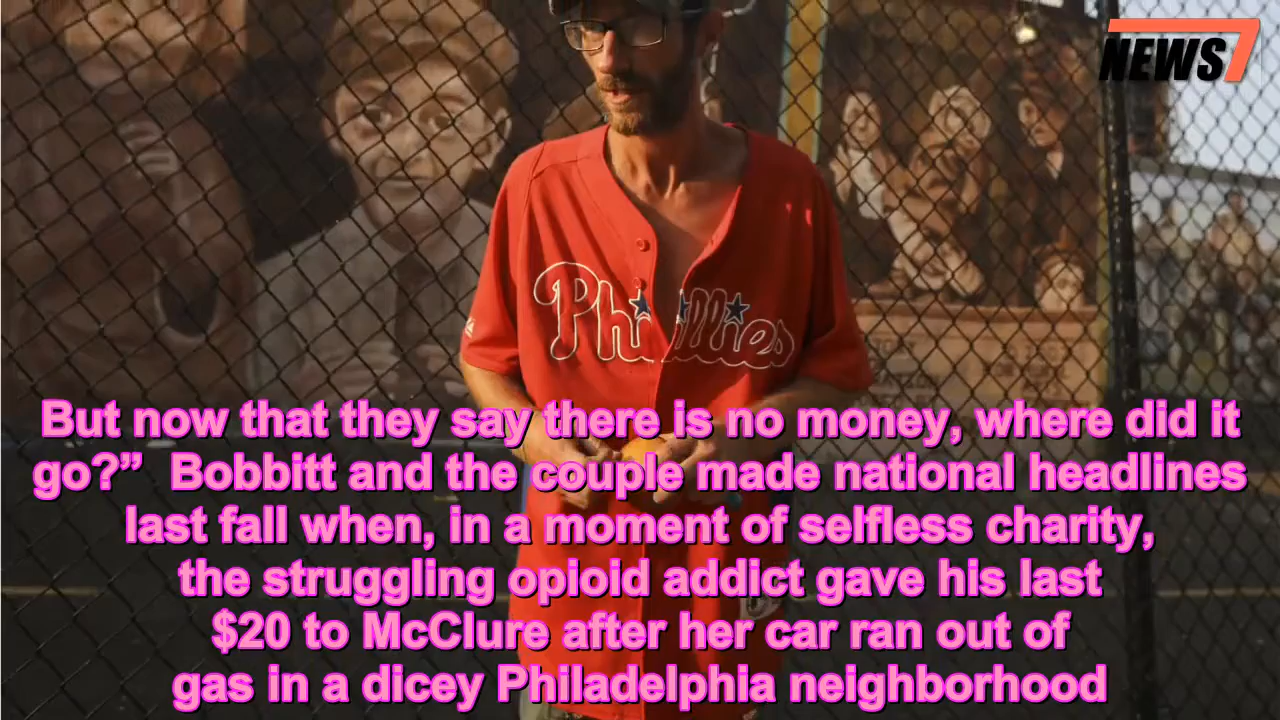 NEWS 7
Phillies
But now that they say there is no money, where did it
go?” Bobbitt and the couple made national headlines
last fall when, in a moment of selfless charity,
the struggling opioid addict gave his last
$20 to McClure after her car ran out of
gas in a dicey Philadelphia neighborhood